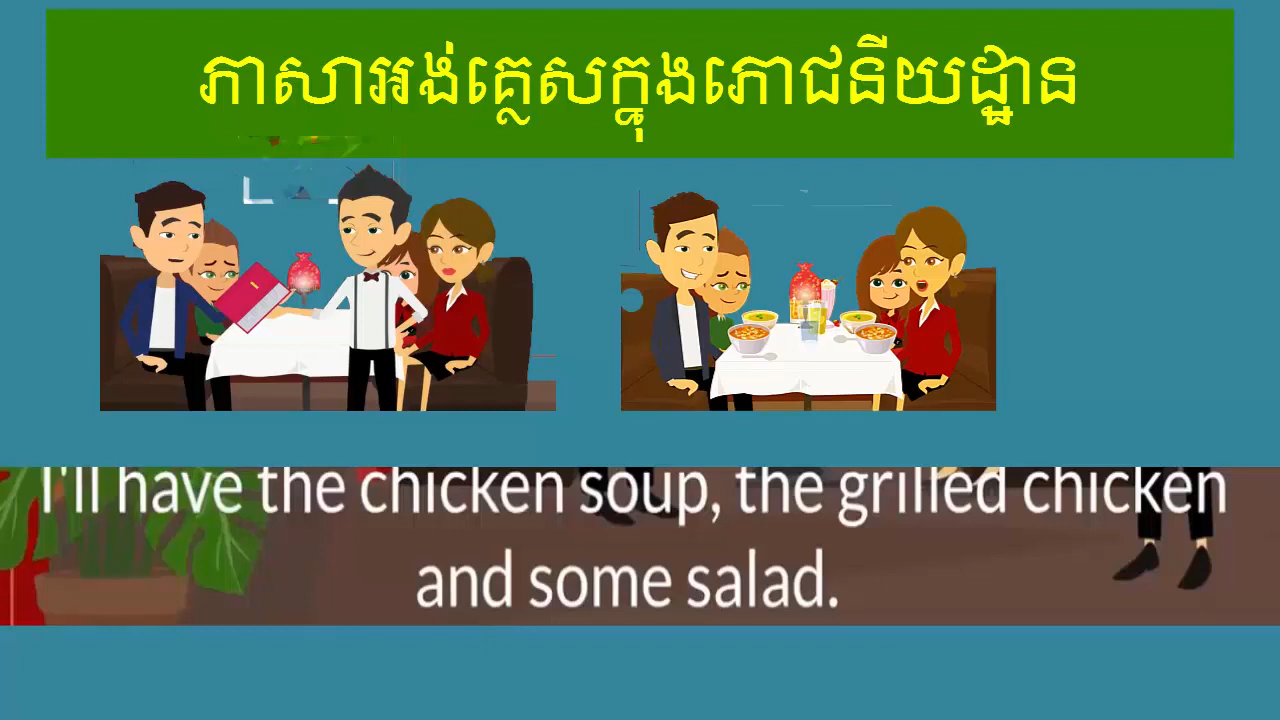 ភាសាអង់គ្លេសក្នុងភោជនីយដ្ឋាន
I'll have the chicken soup, the grilled chicken
and some salad.